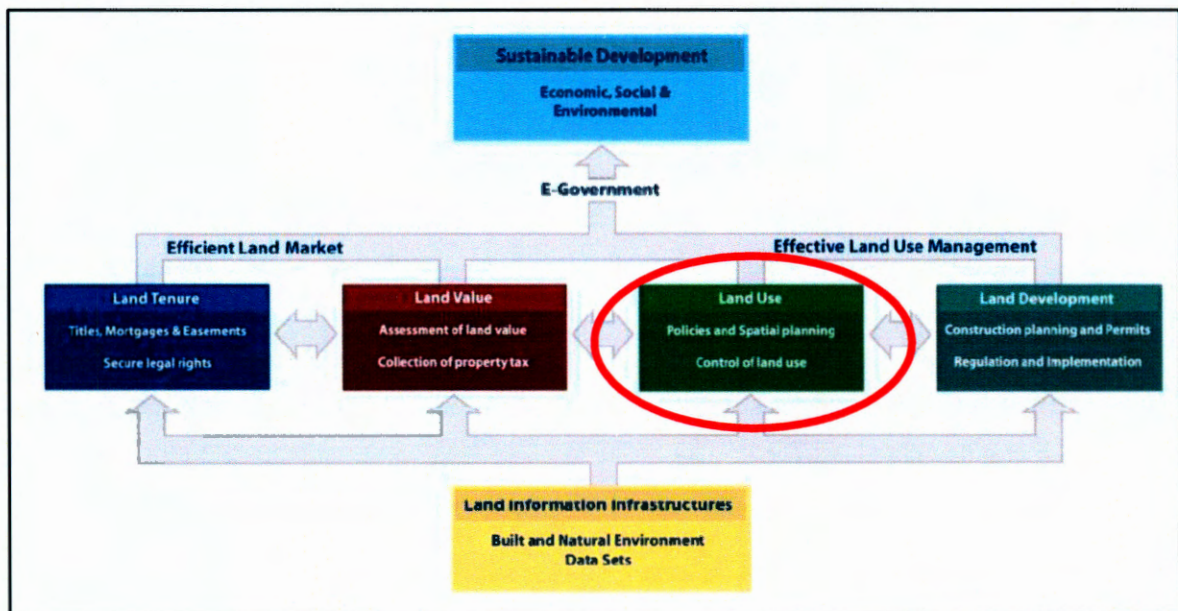 Sustainable Development
Economic, Social &
Environmental
E-Government
Efficient Land Market
Effective Land Use Management
Land Tenure
Titles, Mortgages & Easements
Secure legal rights
Land Value
Assessment of land value
Collection of property tax
Land Use
Policies and Spatial planning
Control of land use
Land Development
Construction planning and Permits
Regulation and Implementation
Land Information Infrastructures
Built and Natural Environment
Data Sets